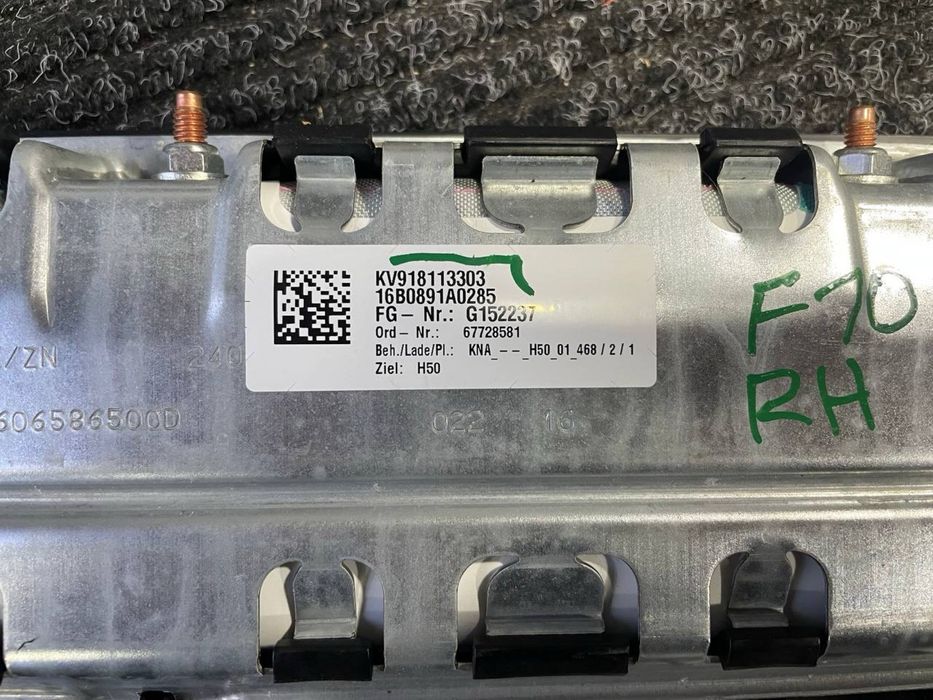 KV918113303
16B0891A0285
FG – Nr.: G152237
Ord – Nr.: 67728581
Beh./Lade/Pl.: KNA_ – – _H50_01_468 / 2 / 1
Ziel: H50
F10
RH
/ZN 240
606586500D 022 16